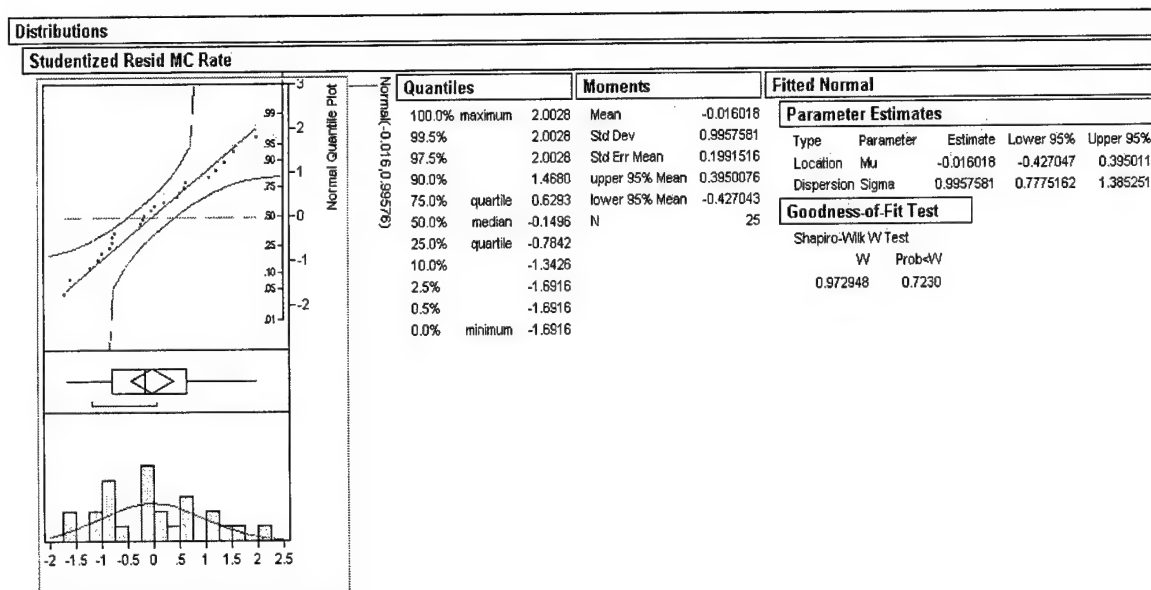 Distributions
Studentized Resid MC Rate
3
2
1
0
-1
-2
.99
.95
.90
.75
.50
.25
.10
.05
.01
Normal Quantile Plot
Normal(-0.016,0.99576)
-2 -1.5 -1 -0.5 0 .5 1 1.5 2 2.5
Quantiles
100.0% maximum 2.0028
99.5% 2.0028
97.5% 2.0028
90.0% 1.4680
75.0% quartile 0.6293
50.0% median -0.1496
25.0% quartile -0.7842
10.0% -1.3426
2.5% -1.6916
0.5% -1.6916
0.0% minimum -1.6916
Moments
Mean -0.016018
Std Dev 0.9957581
Std Err Mean 0.1991516
upper 95% Mean 0.3950076
lower 95% Mean -0.427043
N 25
Fitted Normal
Parameter Estimates
Type Parameter Estimate Lower 95% Upper 95%
Location Mu -0.016018 -0.427047 0.395011
Dispersion Sigma 0.9957581 0.7775162 1.385251
Goodness-of-Fit Test
Shapiro-Wilk W Test
W Prob<W
0.972948 0.7230